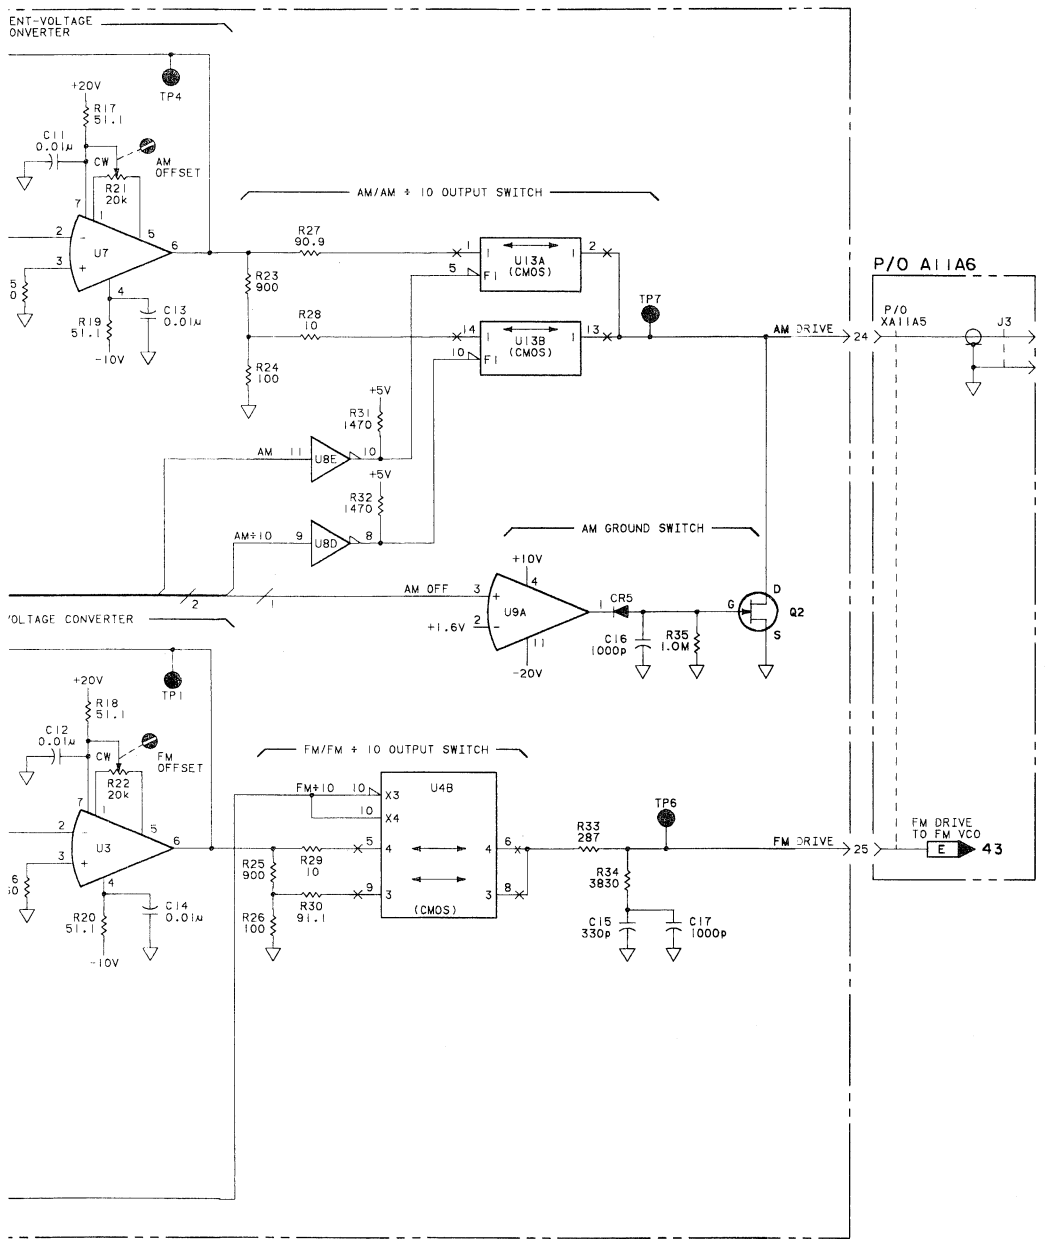 ENT-VOLTAGE
ONVERTER
TP4
+20V
R17
51.1
C11
0.01µ
CW
AM
OFFSET
R21
20k
7
1
5
2
-
U7
6
3
+
4
5
0
R19
51.1
-10V
C13
0.01µ
AM/AM ÷ 10 OUTPUT SWITCH
R27
90.9
R23
900
R28
10
R24
100
1
1
U13A
(CMOS)
1
2
5
F1
14
1
U13B
(CMOS)
1
13
10
F1
TP7
AM DRIVE
24
P/O A11A6
P/O
XA11A5
J3
+5V
R31
1470
AM
11
U8E
10
+5V
R32
1470
AM÷10
9
U8D
8
2
1
AM OFF
AM GROUND SWITCH
+10V
4
3
+
U9A
1
+1.6V
2
-
11
-20V
CR5
C16
1000p
R35
1.0M
G
D
S
Q2
'OLTAGE CONVERTER
TP1
+20V
R18
51.1
C12
0.01µ
CW
FM
OFFSET
R22
20k
7
1
5
2
-
U3
6
3
+
4
6
50
R20
51.1
-10V
C14
0.01µ
FM/FM ÷ 10 OUTPUT SWITCH
FM÷10
10
X3
U4B
10
X4
R25
900
R29
10
5
4
4
6
R30
91.1
9
3
3
8
(CMOS)
R26
100
R33
287
TP6
R34
3830
C15
330p
C17
1000p
FM DRIVE
25
FM DRIVE
TO FM VCO
E
43